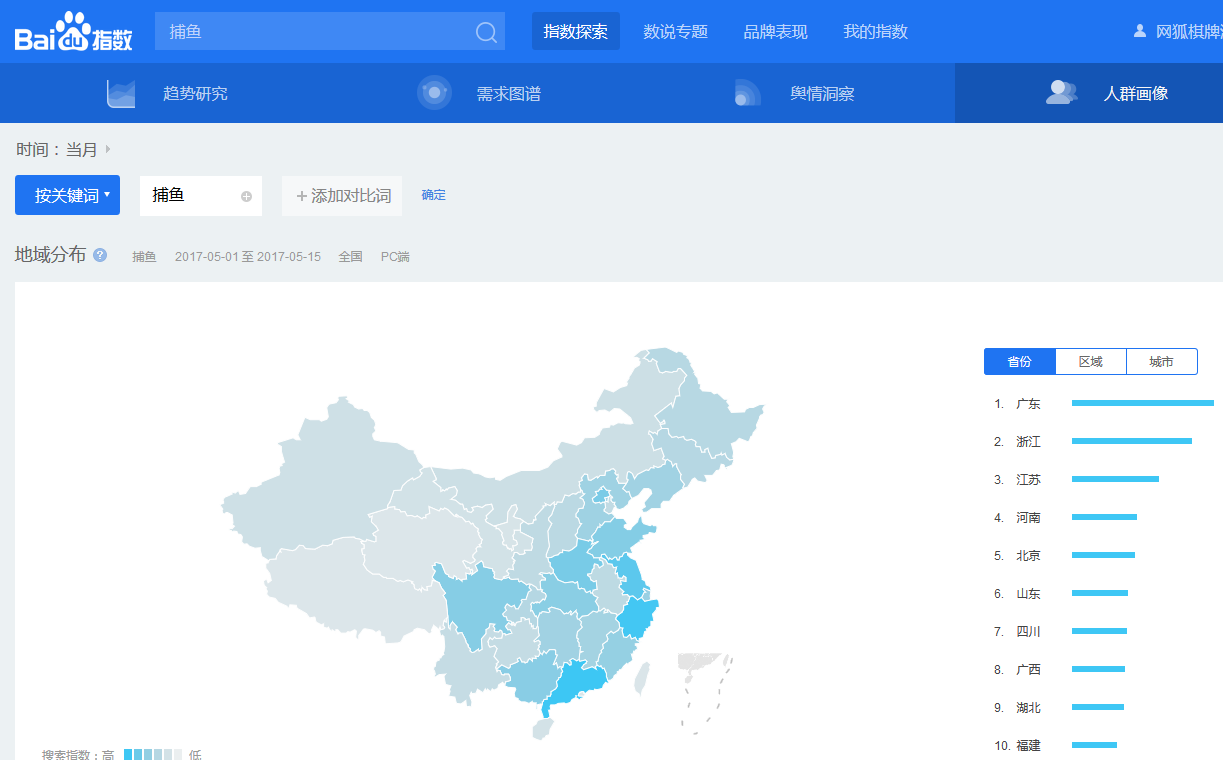 Bai du 指数 捕鱼 指数探索 数说专题 品牌表现 我的指数 网狐棋牌
趋势研究 需求图谱 舆情洞察 人群画像
时间：当月
按关键词 捕鱼 +添加对比词 确定
地域分布 ? 捕鱼 2017-05-01 至 2017-05-15 全国 PC端
省份 区域 城市
1. 广东
2. 浙江
3. 江苏
4. 河南
5. 北京
6. 山东
7. 四川
8. 广西
9. 湖北
10. 福建
搜索指数：高 低